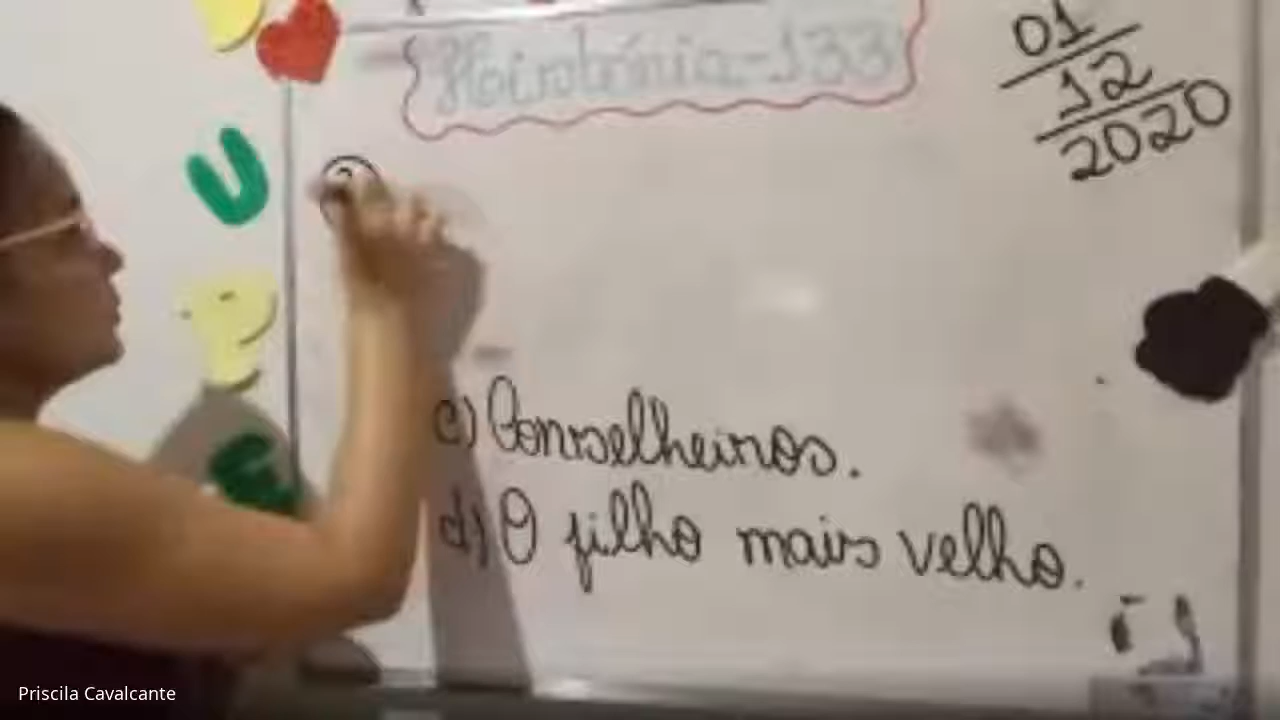 01
12
2020
c) Conselheiros.
d) O filho mais velho.
Priscila Cavalcante